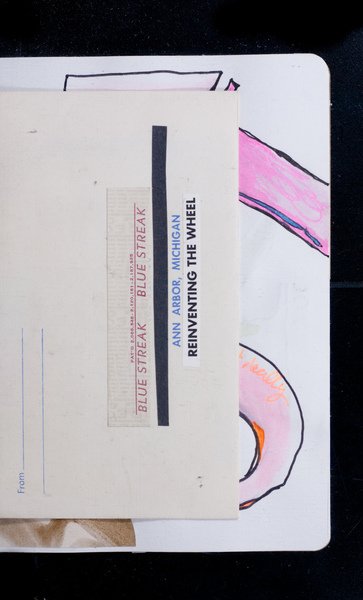 From
BLUE STREAK BLUE STREAK
ANN ARBOR, MICHIGAN
REINVENTING THE WHEEL